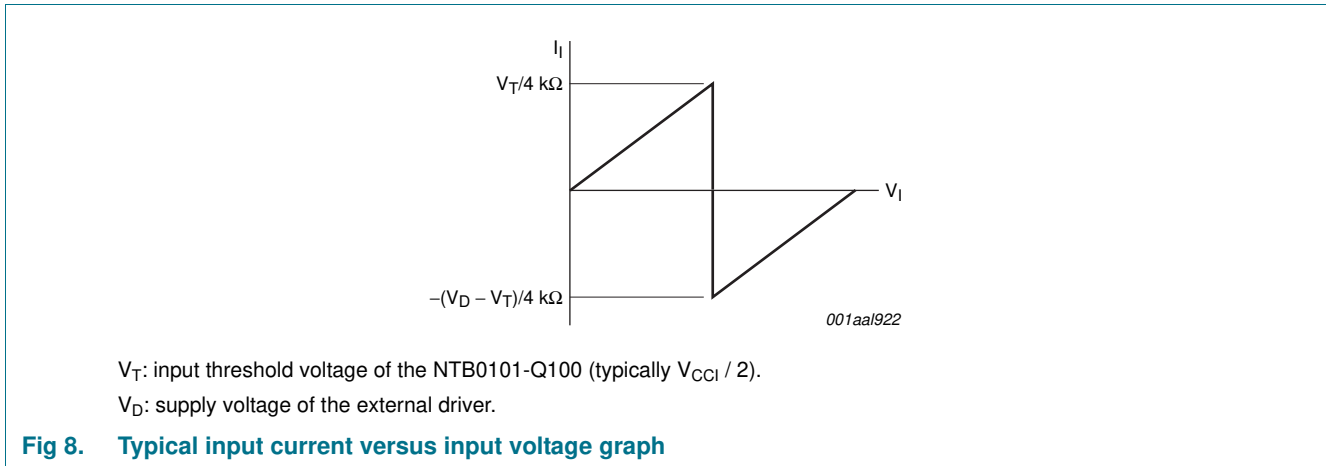 I_I
V_T/4 kΩ
V_I
−(V_D − V_T)/4 kΩ
001aal922
V_T: input threshold voltage of the NTB0101-Q100 (typically V_CCI / 2).
V_D: supply voltage of the external driver.
Fig 8. Typical input current versus input voltage graph